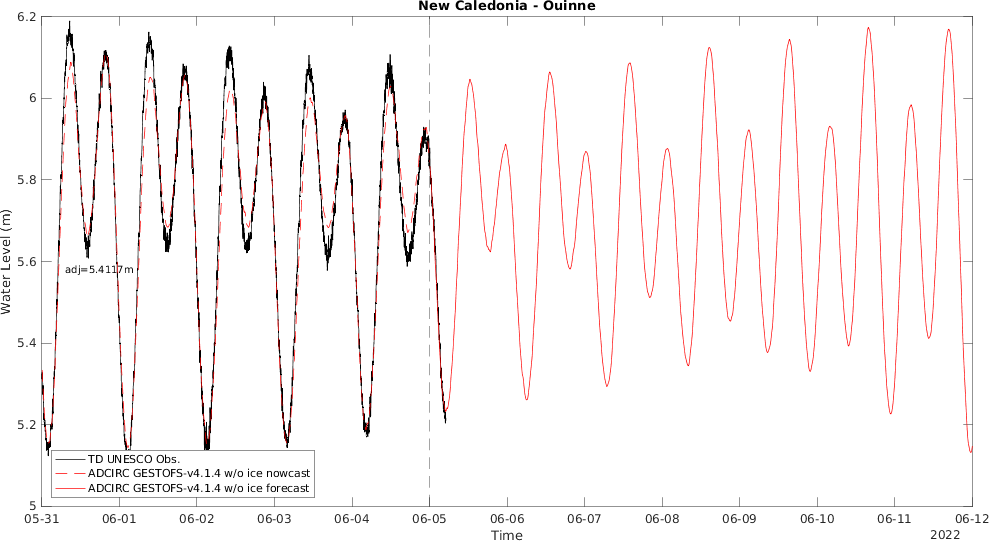 New Caledonia - Ouinne
6.2
6
5.8
5.6
5.4
5.2
5
Water Level (m)
adj=5.4117m
TD UNESCO Obs.
ADCIRC GESTOFS-v4.1.4 w/o ice nowcast
ADCIRC GESTOFS-v4.1.4 w/o ice forecast
05-31 06-01 06-02 06-03 06-04 06-05 06-06 06-07 06-08 06-09 06-10 06-11 06-12
Time
2022